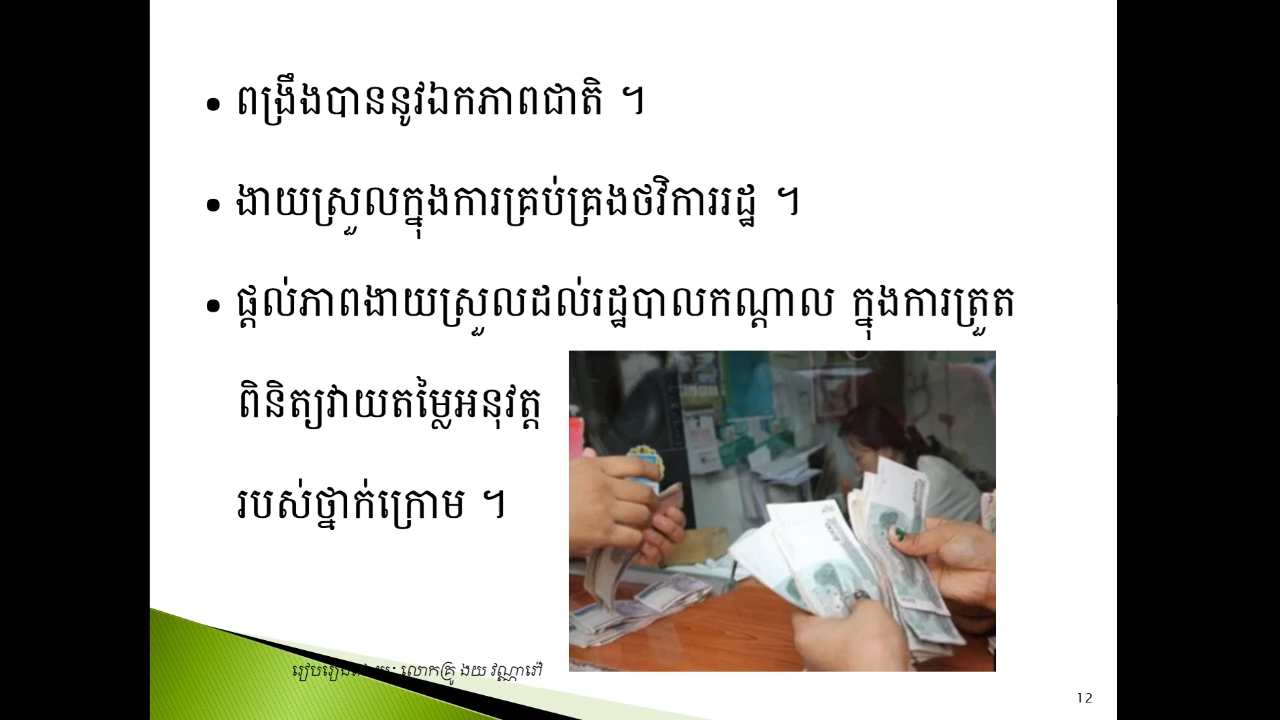 • ពង្រឹងបាននូវឯកភាពជាតិ ។
• ងាយស្រួលក្នុងការគ្រប់គ្រងថវិការរដ្ឋ ។
• ផ្តល់ភាពងាយស្រួលដល់រដ្ឋបាលកណ្តាល ក្នុងការត្រួត
ពិនិត្យវាយតម្លៃអនុវត្ត
របស់ថ្នាក់ក្រោម ។
រៀបរៀងដោយៈ លោកគ្រូ ងយ វណ្ណាវៅ
12